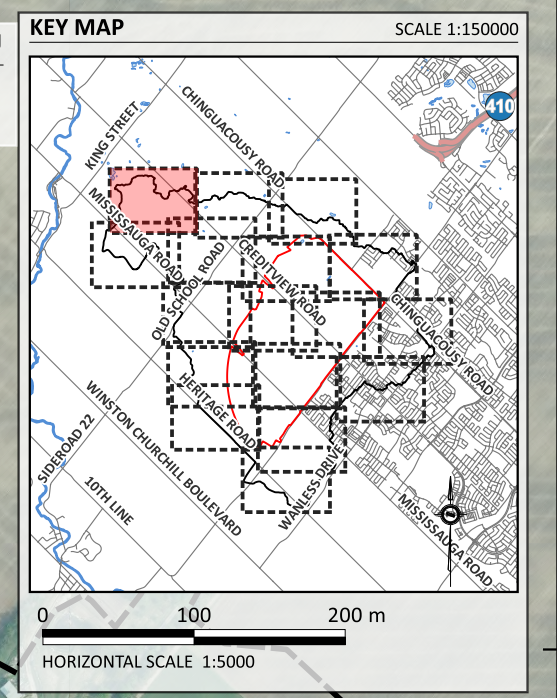 KEY MAP
SCALE 1:150000
410
KING STREET
CHINGUACOUSY ROAD
MISSISSAUGA ROAD
OLD SCHOOL ROAD
CREDITVIEW ROAD
CHINGUACOUSY ROAD
HERITAGE ROAD
WINSTON CHURCHILL BOULEVARD
SIDEROAD 22
10TH LINE
WANLESS DRIVE
MISSISSAUGA ROAD
0 100 200 m
HORIZONTAL SCALE 1:5000